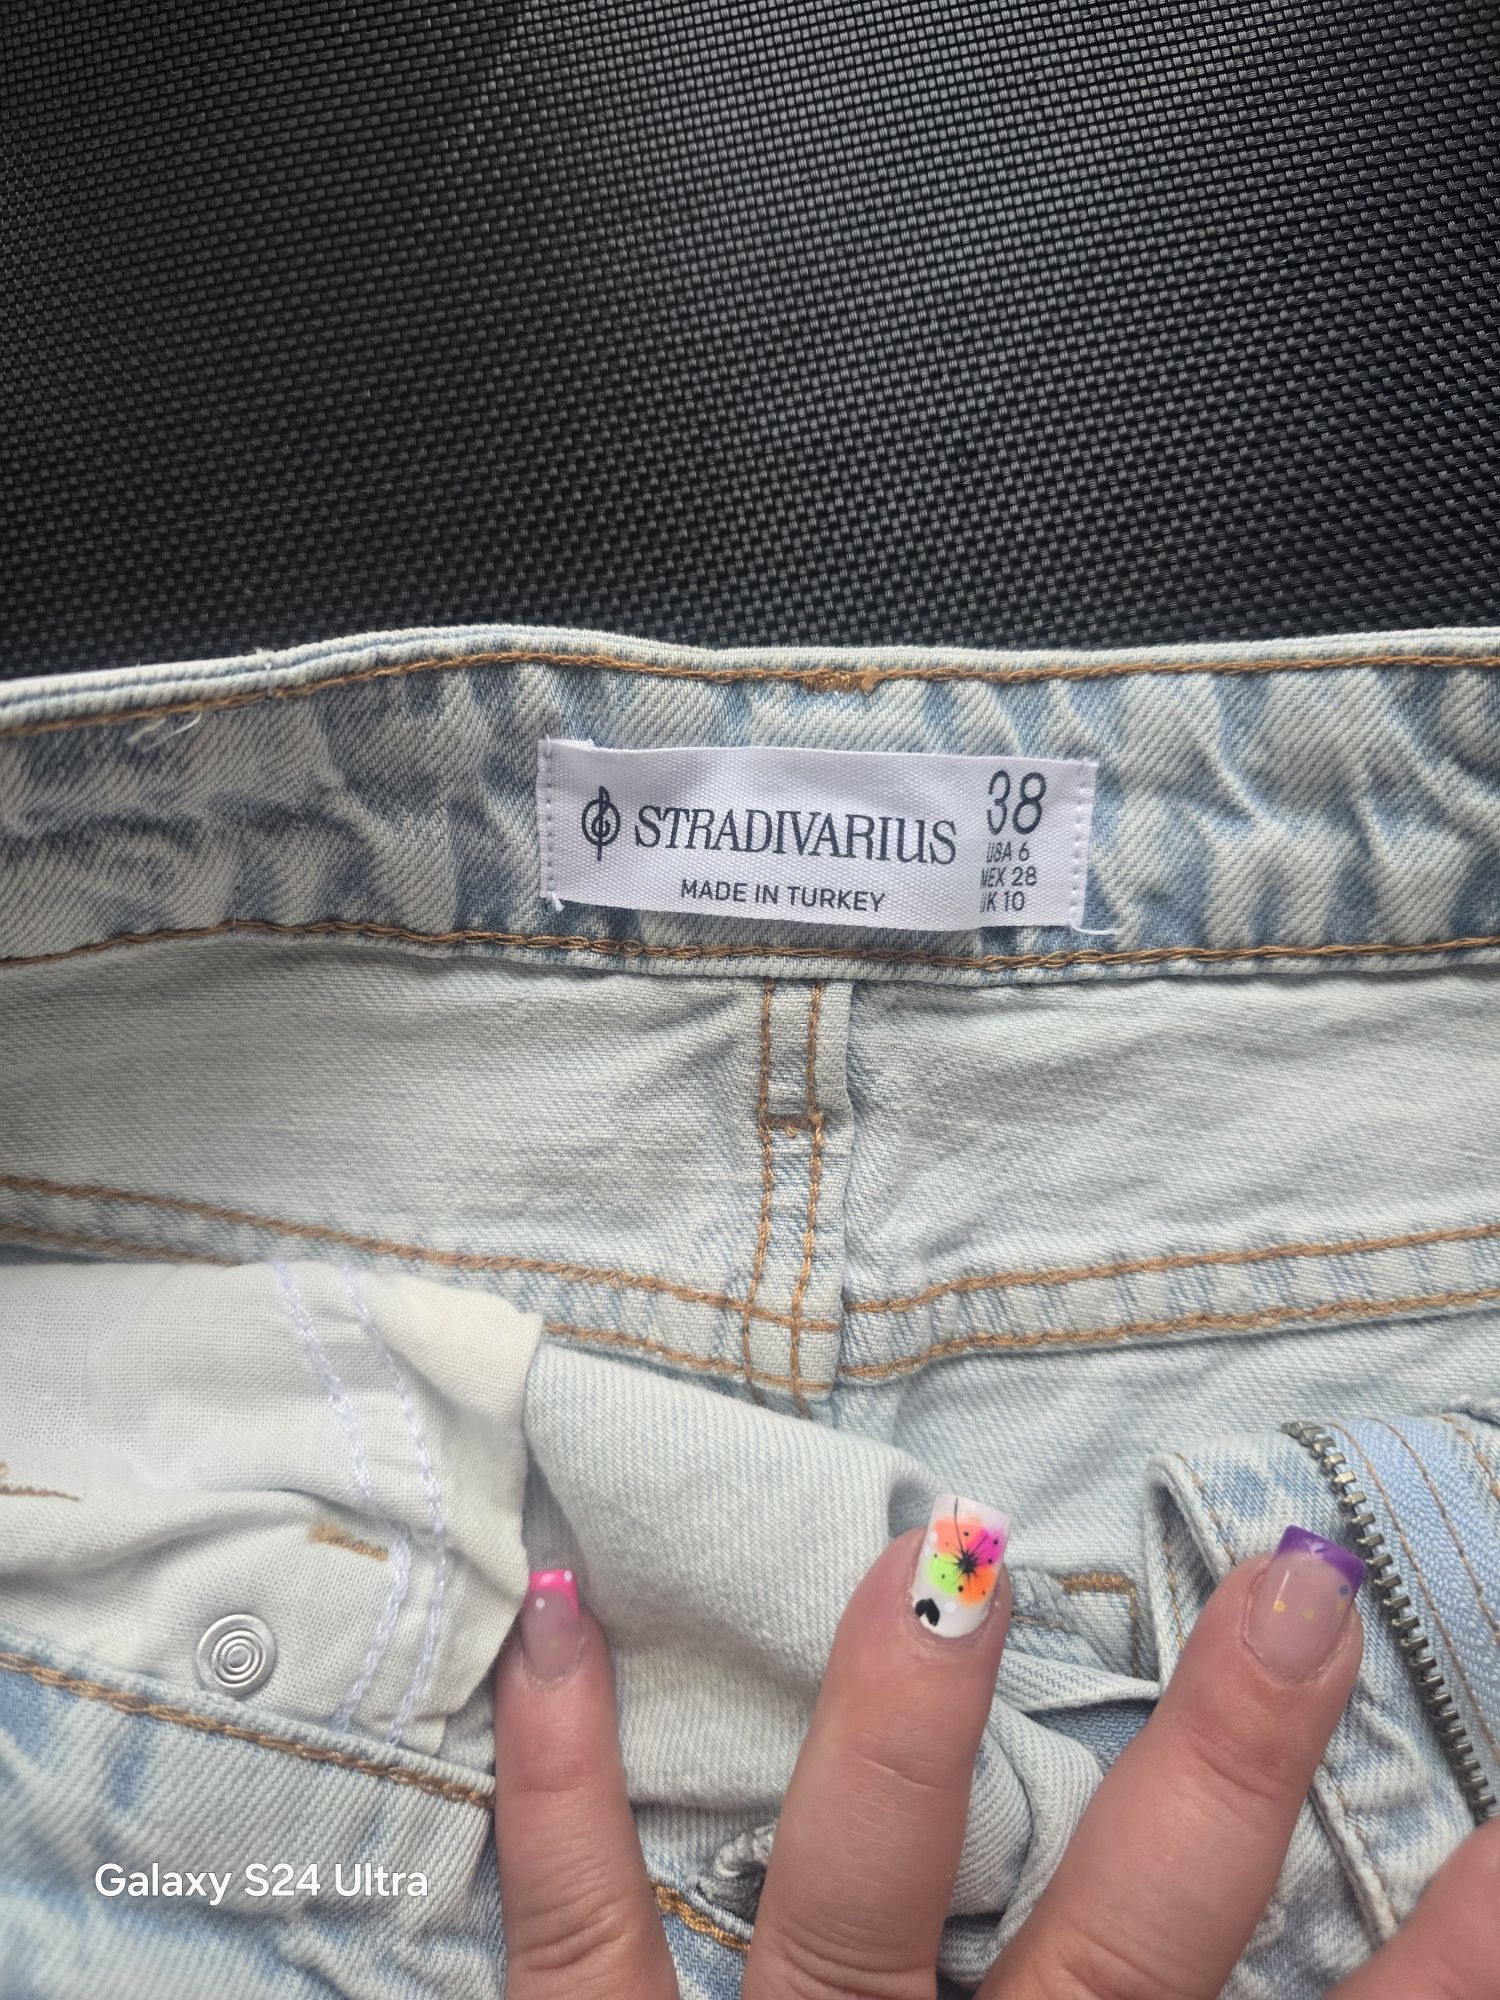 STRADIVARIUS
MADE IN TURKEY
38
USA 6
MEX 28
UK 10
Galaxy S24 Ultra